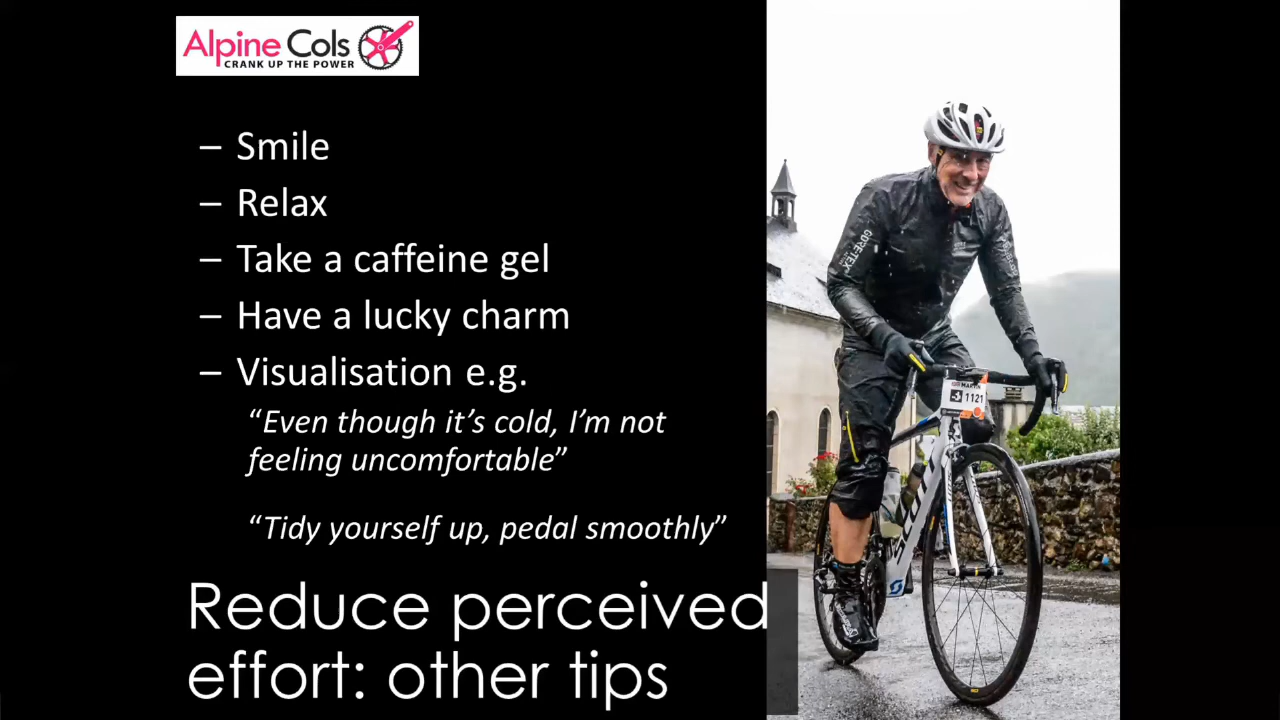 Alpine Cols
CRANK UP THE POWER
– Smile
– Relax
– Take a caffeine gel
– Have a lucky charm
– Visualisation e.g.
“Even though it’s cold, I’m not
feeling uncomfortable”
“Tidy yourself up, pedal smoothly”
Reduce perceived
effort: other tips
GORE-TEX
MARTIN
1121
SCOTT